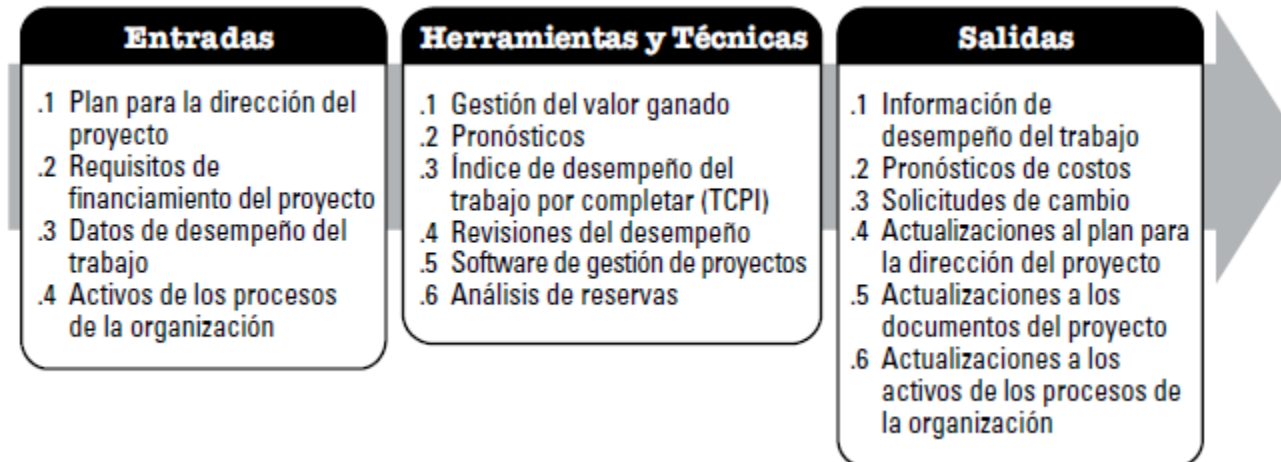 Entradas
.1 Plan para la dirección del
proyecto
.2 Requisitos de
financiamiento del proyecto
.3 Datos de desempeño del
trabajo
.4 Activos de los procesos
de la organización
Herramientas y Técnicas
.1 Gestión del valor ganado
.2 Pronósticos
.3 Índice de desempeño del
trabajo por completar (TCPI)
.4 Revisiones del desempeño
.5 Software de gestión de proyectos
.6 Análisis de reservas
Salidas
.1 Información de
desempeño del trabajo
.2 Pronósticos de costos
.3 Solicitudes de cambio
.4 Actualizaciones al plan para
la dirección del proyecto
.5 Actualizaciones a los
documentos del proyecto
.6 Actualizaciones a los
activos de los procesos de
la organización